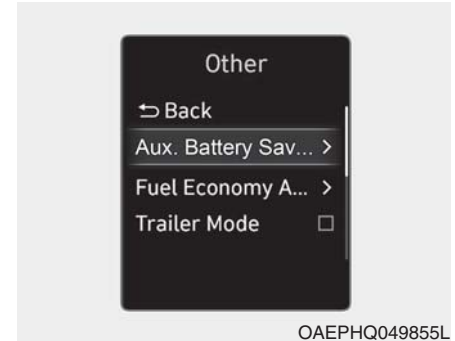 Other
Back
Aux. Battery Sav...
Fuel Economy A...
Trailer Mode
OAEPHQ049855L